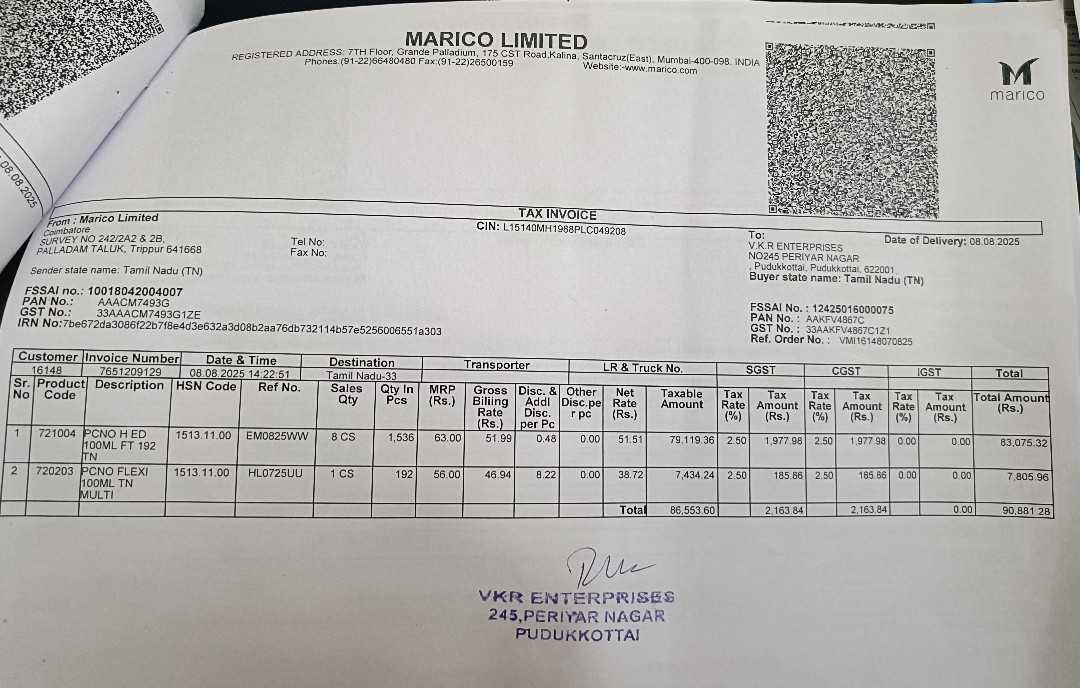 MARICO LIMITED
REGISTERED ADDRESS: 7TH Floor, Grande Palladium, 175 CST Road,Kalina, Santacruz(East), Mumbai-400-098. INDIA
Phones.(91-22)66480480 Fax:(91-22)26500159 Website:-www.marico.com
marico
08.08.2025
TAX INVOICE
CIN: L15140MH1988PLC049208
From : Marico Limited
Coimbatore
SURVEY NO 242/2A2 & 2B,
PALLADAM TALUK, Trippur 641668
Tel No:
Fax No:
Sender state name: Tamil Nadu (TN)
FSSAI no.: 10018042004007
PAN No.: AAACM7493G
GST No.: 33AAACM7493G1ZE
IRN No:7be672da3086f22b7f8e4d3e632a3d08b2aa76db732114b57e5256006551a303
To:
V.K.R ENTERPRISES
NO245 PERIYAR NAGAR
, Pudukkottai, Pudukkottai, 622001,
Buyer state name: Tamil Nadu (TN)
Date of Delivery: 08.08.2025
FSSAI No. : 12425016000075
PAN No. : AAKFV4867C
GST No. : 33AAKFV4867C1Z1
Ref. Order No. : VMI16148070825
Customer Invoice Number Date & Time Destination Transporter LR & Truck No. SGST CGST IGST Total
16148 7651209129 08.08.2025 14:22:51 Tamil Nadu-33
Sr. No Product Code Description HSN Code Ref No. Sales Qty Qty In Pcs MRP (Rs.) Gross Billing Rate (Rs.) Disc. & Addl Disc. per Pc Other Disc.pe r pc Net Rate (Rs.) Taxable Amount Tax Rate (%) Tax Amount (Rs.) Tax Rate (%) Tax Amount (Rs.) Tax Rate (%) Tax Amount (Rs.) Total Amount (Rs.)
1 721004 PCNO H ED 100ML FT 192 TN 1513.11.00 EM0825WW 8 CS 1,536 63.00 51.99 0.48 0.00 51.51 79,119.36 2.50 1,977.98 2.50 1,977.98 0.00 0.00 83,075.32
2 720203 PCNO FLEXI 100ML TN MULTI 1513.11.00 HL0725UU 1 CS 192 56.00 46.94 8.22 0.00 38.72 7,434.24 2.50 185.86 2.50 185.86 0.00 0.00 7,805.96
Total 86,553.60 2,163.84 2,163.84 0.00 90,881.28
VKR ENTERPRISES
245,PERIYAR NAGAR
PUDUKKOTTAI